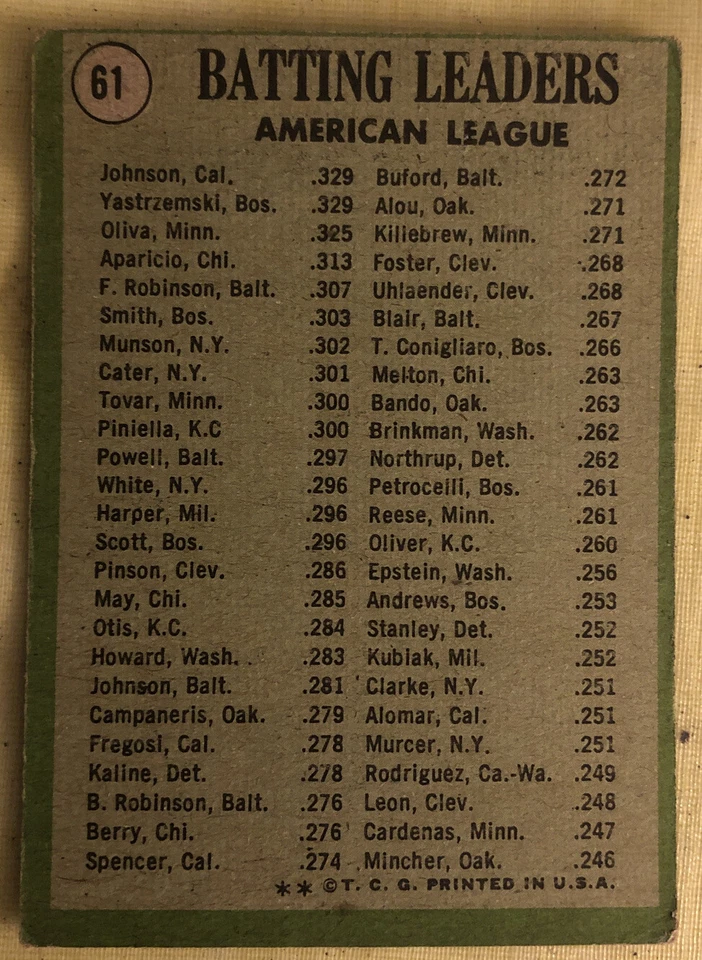 61 BATTING LEADERS
AMERICAN LEAGUE
Johnson, Cal. .329
Yastrzemski, Bos. .329
Oliva, Minn. .325
Aparicio, Chi. .313
F. Robinson, Balt. .307
Smith, Bos. .303
Munson, N.Y. .302
Cater, N.Y. .301
Tovar, Minn. .300
Piniella, K.C .300
Powell, Balt. .297
White, N.Y. .296
Harper, Mil. .296
Scott, Bos. .296
Pinson, Clev. .286
May, Chi. .285
Otis, K.C. .284
Howard, Wash. .283
Johnson, Balt. .281
Campaneris, Oak. .279
Fregosi, Cal. .278
Kaline, Det. .278
B. Robinson, Balt. .276
Berry, Chi. .276
Spencer, Cal. .274
Buford, Balt. .272
Alou, Oak. .271
Killebrew, Minn. .271
Foster, Clev. .268
Uhlaender, Clev. .268
Blair, Balt. .267
T. Conigliaro, Bos. .266
Melton, Chi. .263
Bando, Oak. .263
Brinkman, Wash. .262
Northrup, Det. .262
Petrocelli, Bos. .261
Reese, Minn. .261
Oliver, K.C. .260
Epstein, Wash. .256
Andrews, Bos. .253
Stanley, Det. .252
Kubiak, Mil. .252
Clarke, N.Y. .251
Alomar, Cal. .251
Murcer, N.Y. .251
Rodriguez, Ca.-Wa. .249
Leon, Clev. .248
Cardenas, Minn. .247
Mincher, Oak. .246
** ©T. C. G. PRINTED IN U.S.A.